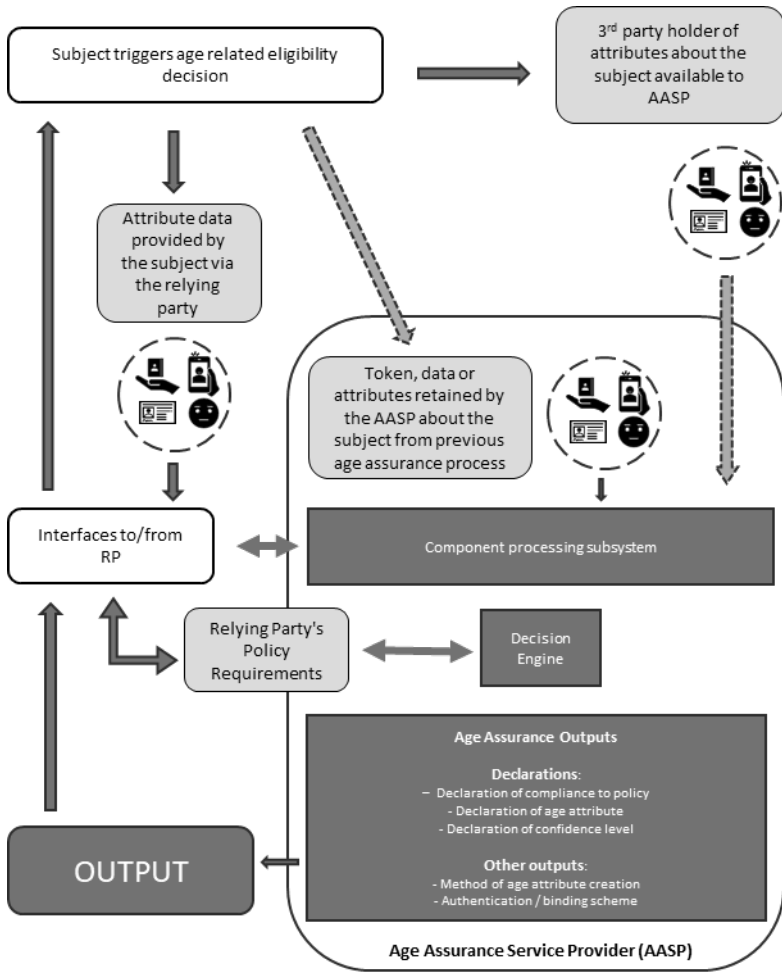 Subject triggers age related eligibility
decision
3rd party holder of
attributes about the
subject available to
AASP
Attribute data
provided by
the subject via
the relying
party
Token, data or
attributes retained by
the AASP about the
subject from previous
age assurance process
Interfaces to/from
RP
Component processing subsystem
Relying Party's
Policy
Requirements
Decision
Engine
Age Assurance Outputs
Declarations:
– Declaration of compliance to policy
- Declaration of age attribute
- Declaration of confidence level
Other outputs:
- Method of age attribute creation
- Authentication / binding scheme
OUTPUT
Age Assurance Service Provider (AASP)